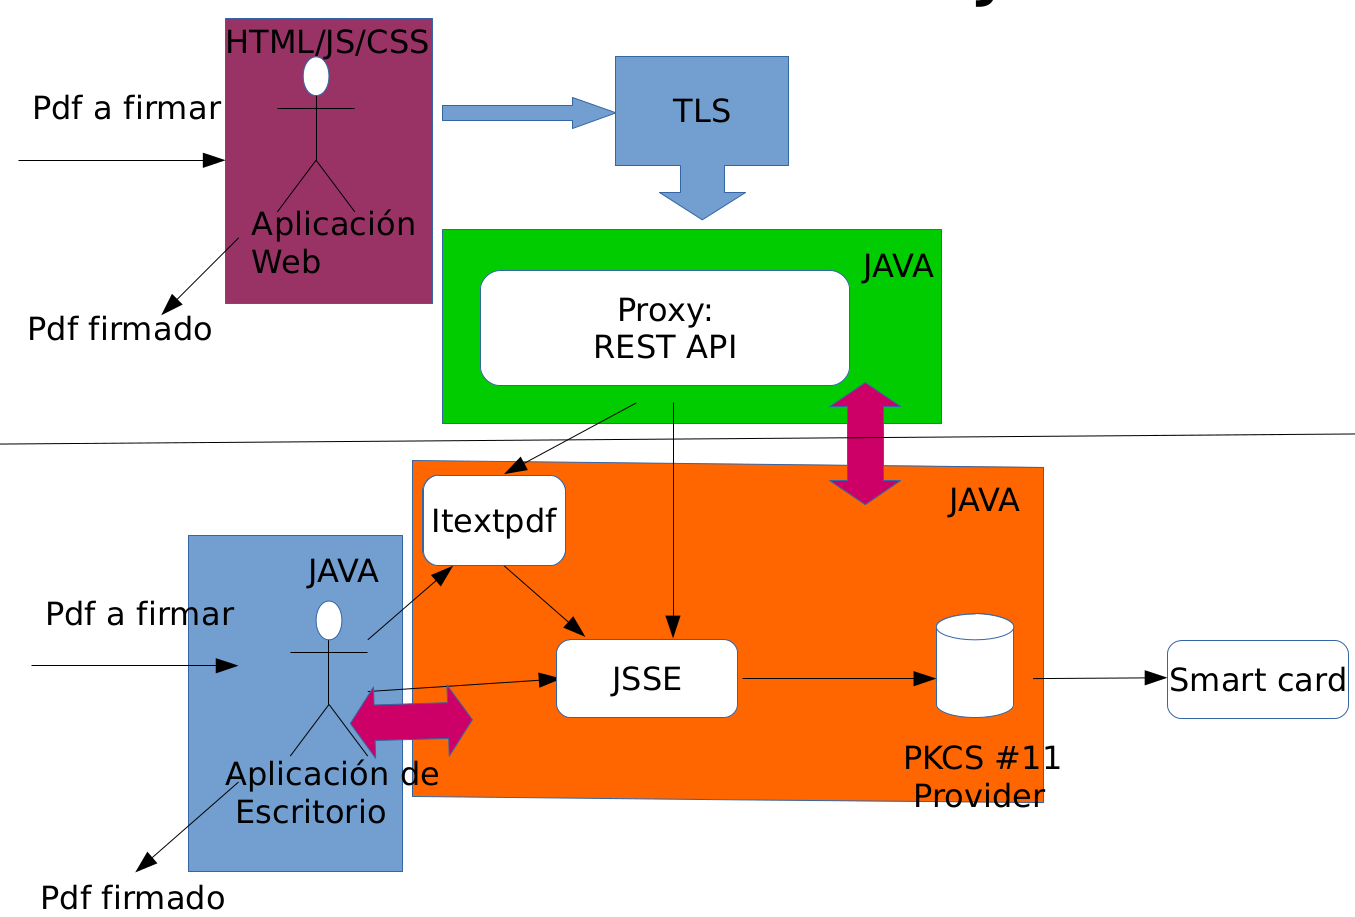 HTML/JS/CSS
Pdf a firmar
TLS
Aplicación
Web
Pdf firmado
JAVA
Proxy:
REST API
JAVA
Itextpdf
JAVA
Pdf a firmar
JSSE
Smart card
PKCS #11
Provider
Aplicación de
Escritorio
Pdf firmado